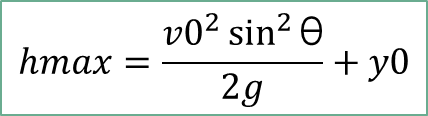 hmax = v0² sin² θ / 2g + y0